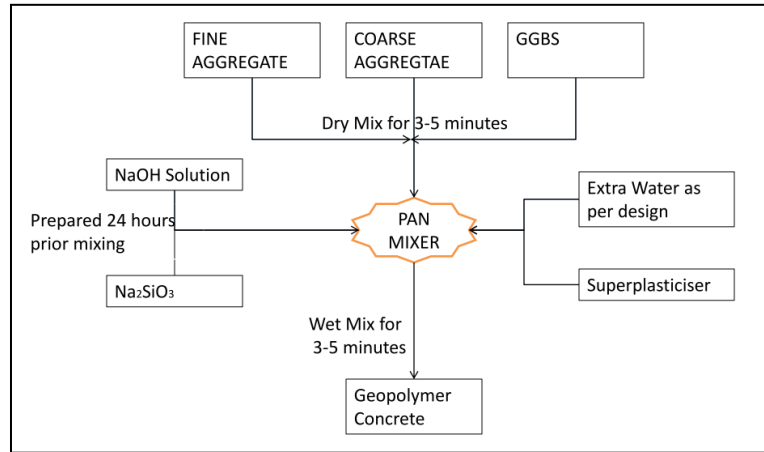 FINE
AGGREGATE
COARSE
AGGREGTAE
GGBS
Dry Mix for 3-5 minutes
NaOH Solution
Prepared 24 hours
prior mixing
Na₂SiO₃
PAN
MIXER
Extra Water as
per design
Superplasticiser
Wet Mix for
3-5 minutes
Geopolymer
Concrete